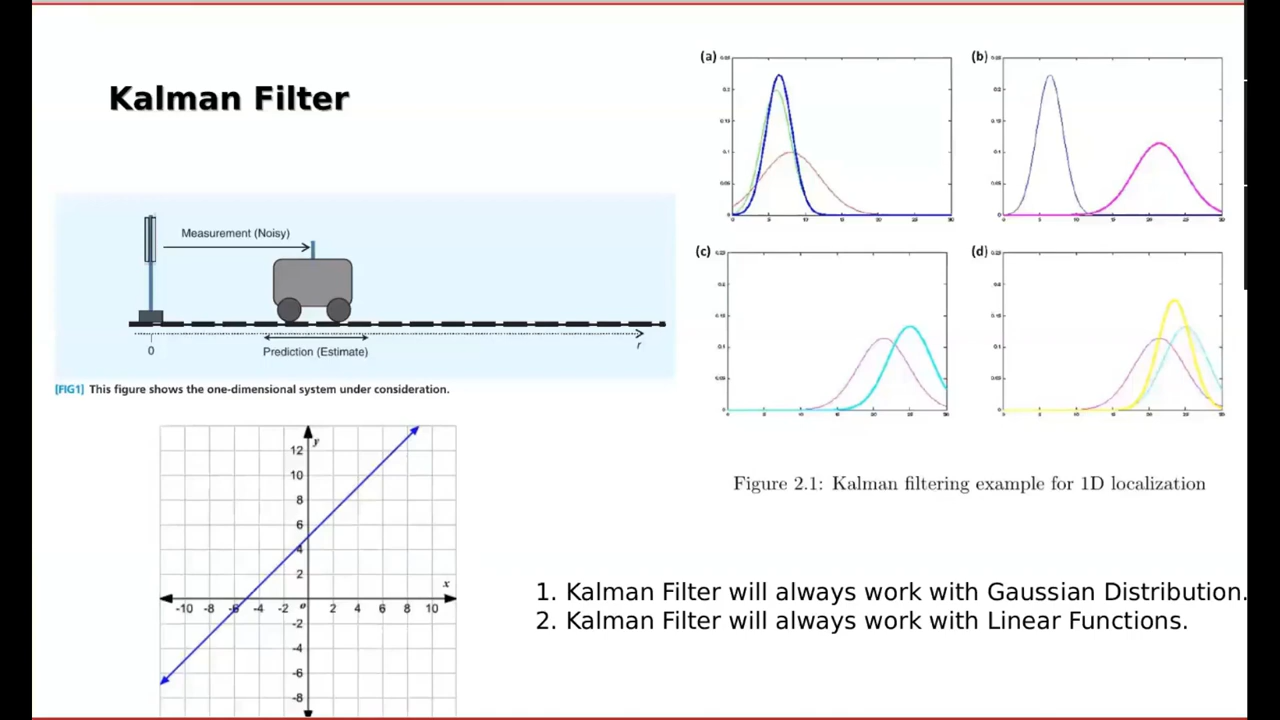 Kalman Filter
Measurement (Noisy)
0
Prediction (Estimate)
r
[FIG1] This figure shows the one-dimensional system under consideration.
(a)
(b)
(c)
(d)
Figure 2.1: Kalman filtering example for 1D localization
y
12
10
8
6
4
2
x
-10 -8 -6 -4 -2 o 2 4 6 8 10
-2
-4
-6
-8
1. Kalman Filter will always work with Gaussian Distribution.
2. Kalman Filter will always work with Linear Functions.